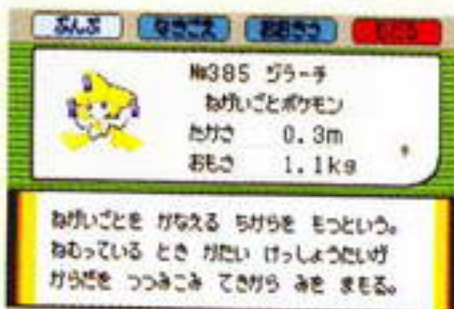 ぶんぷ なきごえ おおきさ もどる
№385 ジラーチ
ねがいごとポケモン
たかさ 0.3m
おもさ 1.1kg
ねがいごとを かなえる ちからを もつという。
ねむっている とき かたい けっしょうたいが
からだを つつみこみ てきから みを まもる。